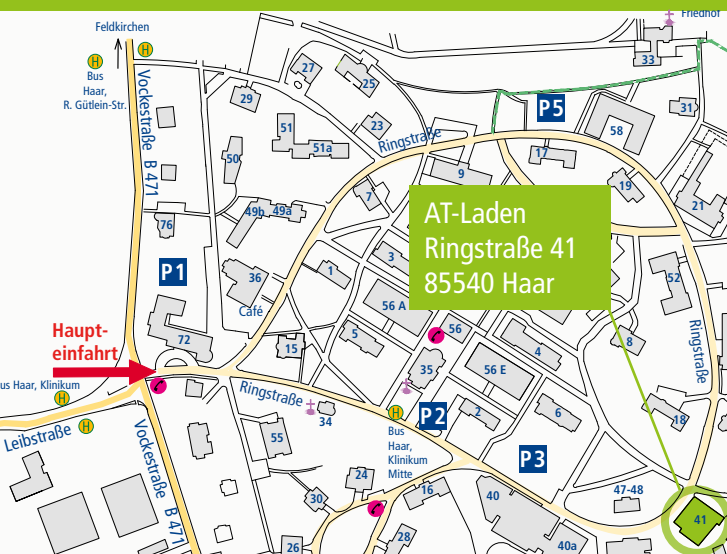 Friedhof
Feldkirchen
H
H
Bus
Haar,
R. Gütlein-Str.
Vockestraße B 471
27
25
33
29
P5
31
51
23
58
51a
Ringstraße
50
17
9
19
7
21
49b
49a
76
AT-Laden
Ringstraße 41
85540 Haar
3
P1
1
36
52
56 A
Café
Haupt-
einfahrt
72
5
56
8
15
4
35
56 E
Ringstraße
us Haar, Klinikum
H
Ringstraße
34
H
P2
2
6
18
Leibstraße
H
Vockestraße B 471
55
Bus
Haar,
Klinikum
Mitte
P3
24
16
47-48
30
40
41
28
26
40a